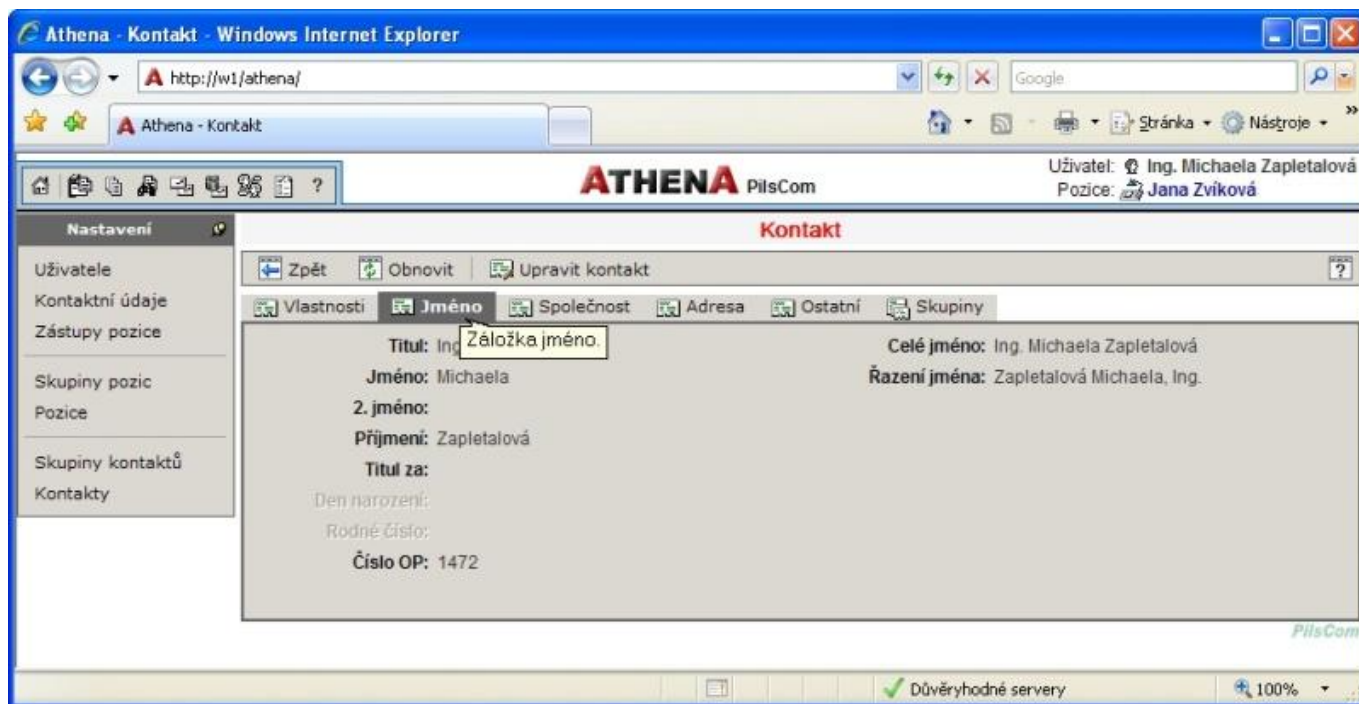 Athena - Kontakt - Windows Internet Explorer
http://w1/athena/ Google
Athena - Kontakt Stránka Nástroje »
? ATHENA PilsCom Uživatel: Ing. Michaela Zapletalová
Pozice: Jana Zvíková
Nastavení Kontakt
Uživatele Zpět Obnovit Upravit kontakt ?
Kontaktní údaje Vlastnosti Jméno Společnost Adresa Ostatní Skupiny
Zástupy pozice
Záložka jméno.
Titul: Ing Celé jméno: Ing. Michaela Zapletalová
Skupiny pozic Jméno: Michaela Řazení jména: Zapletalová Michaela, Ing.
Pozice 2. jméno:
Příjmení: Zapletalová
Skupiny kontaktů Titul za:
Kontakty Den narození:
Rodné číslo:
Číslo OP: 1472
PilsCom
Důvěryhodné servery 100%